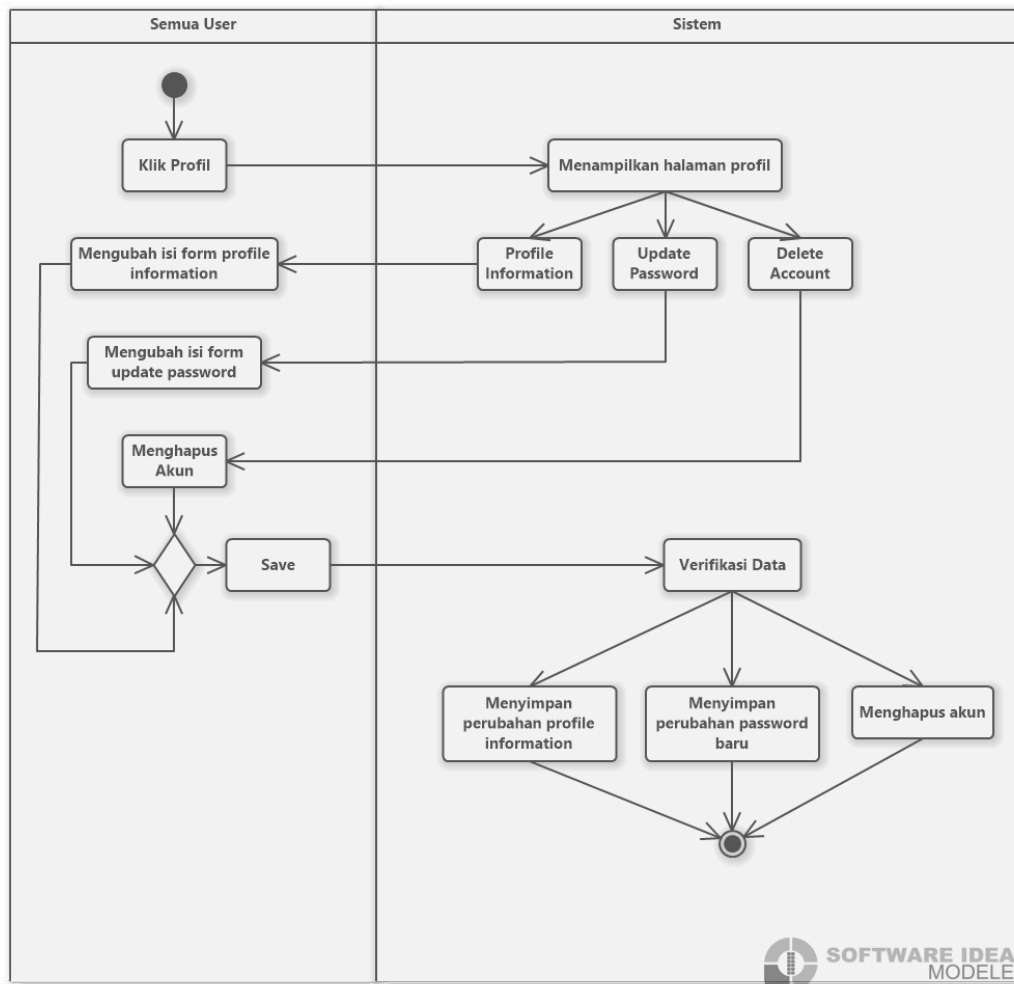 Semua User
Sistem
Klik Profil
Menampilkan halaman profil
Mengubah isi form profile
information
Profile
Information
Update
Password
Delete
Account
Mengubah isi form
update password
Menghapus
Akun
Save
Verifikasi Data
Menyimpan
perubahan profile
information
Menyimpan
perubahan password
baru
Menghapus akun
SOFTWARE IDEA
MODELE